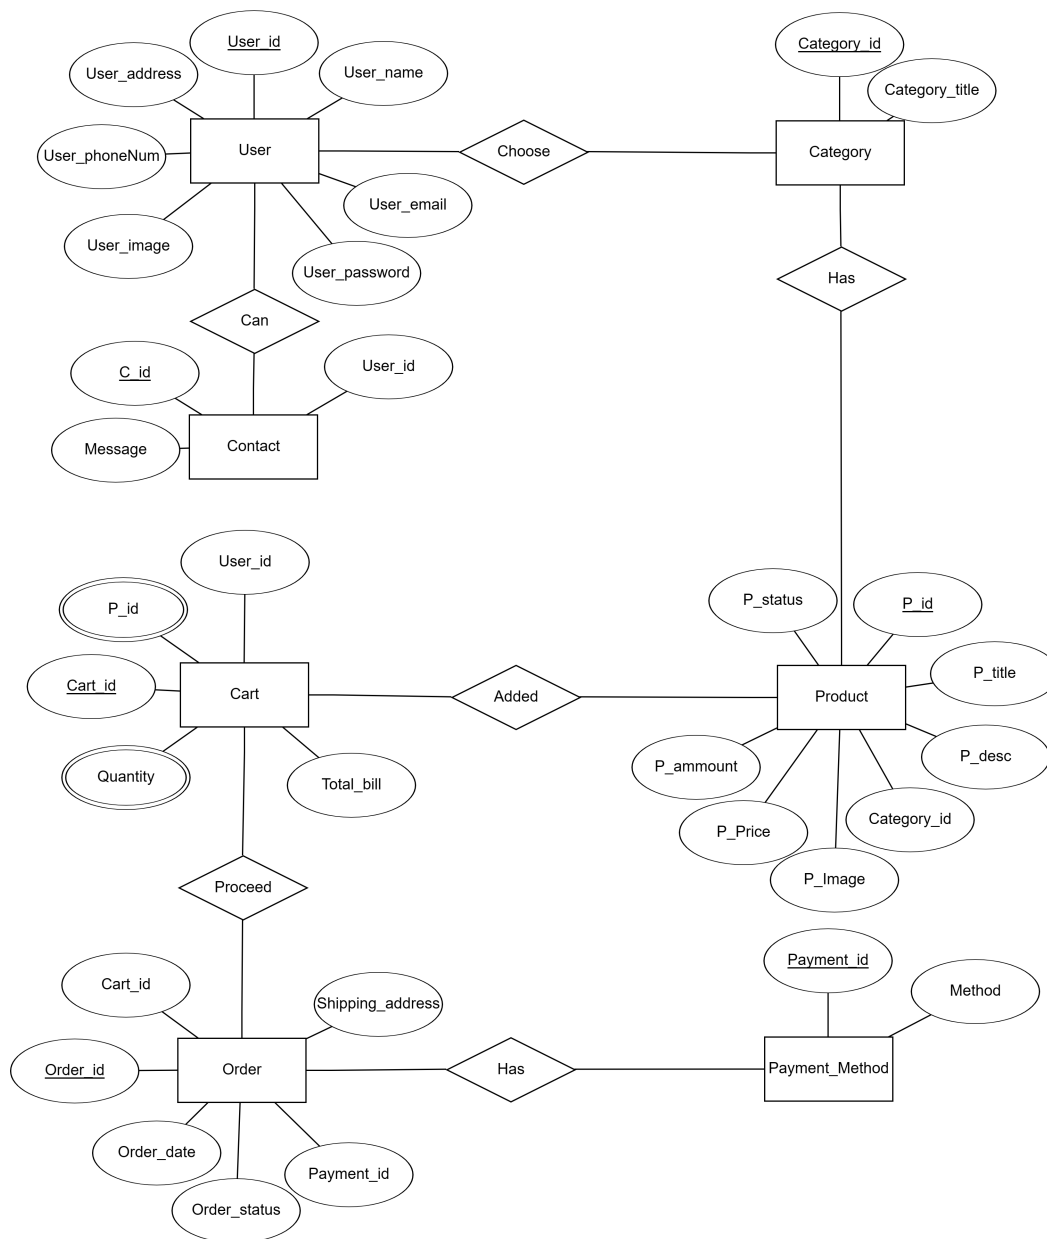 User_id
Category_id
User_address
User_name
Category_title
User
Choose
Category
User_phoneNum
User_email
User_image
User_password
Has
Can
C_id
User_id
Message
Contact
User_id
P_id
P_status
P_id
P_title
Cart_id
Cart
Added
Product
P_desc
P_ammount
Quantity
Total_bill
Category_id
P_Price
P_Image
Proceed
Payment_id
Cart_id
Shipping_address
Method
Order_id
Order
Has
Payment_Method
Order_date
Payment_id
Order_status